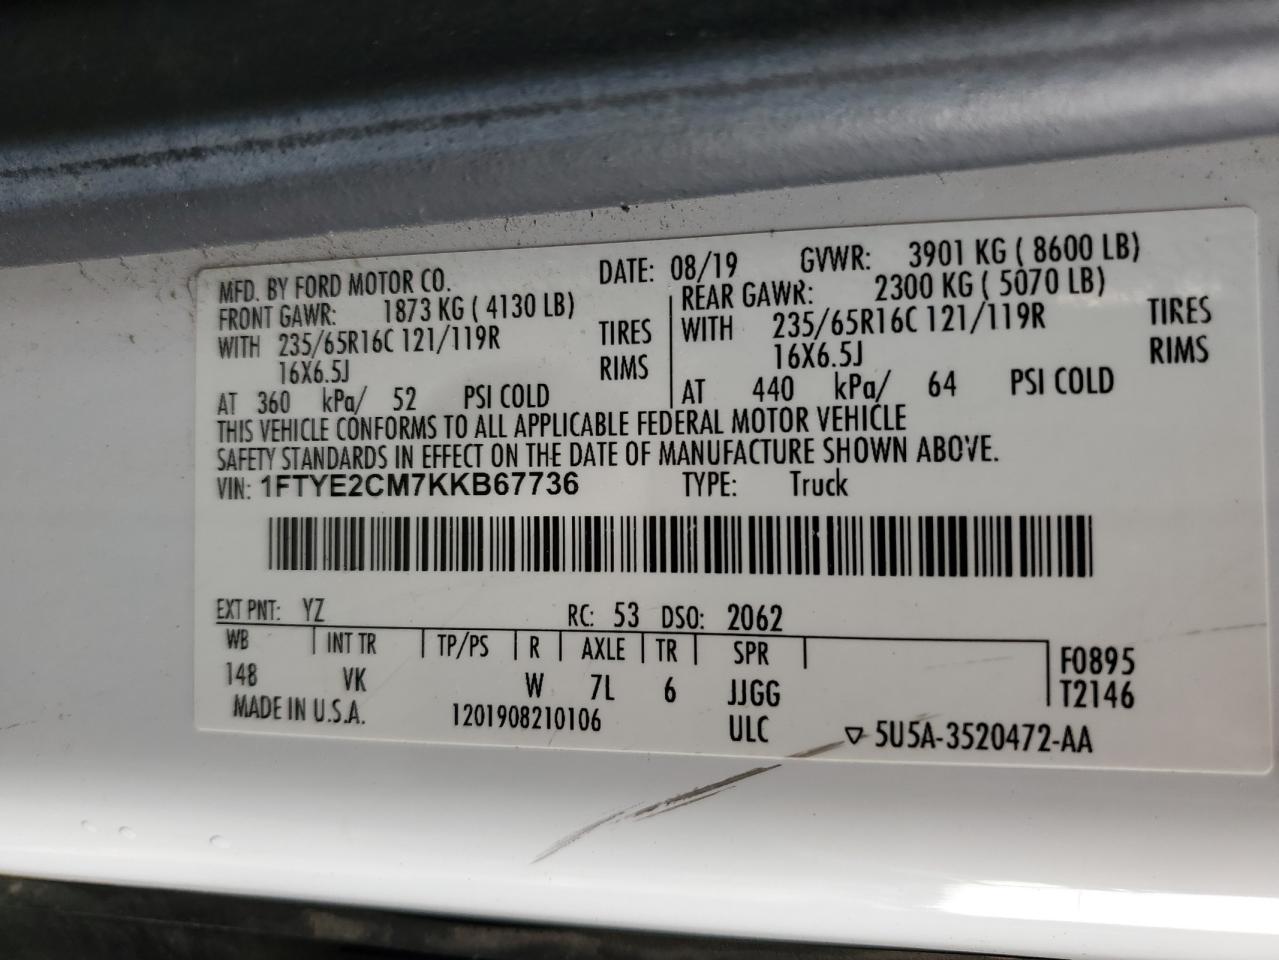 MFD. BY FORD MOTOR CO. DATE: 08/19 GVWR: 3901 KG ( 8600 LB)
FRONT GAWR: 1873 KG ( 4130 LB) REAR GAWR: 2300 KG ( 5070 LB)
WITH 235/65R16C 121/119R TIRES WITH 235/65R16C 121/119R TIRES
16X6.5J RIMS 16X6.5J RIMS
AT 360 kPa/ 52 PSI COLD AT 440 kPa/ 64 PSI COLD
THIS VEHICLE CONFORMS TO ALL APPLICABLE FEDERAL MOTOR VEHICLE
SAFETY STANDARDS IN EFFECT ON THE DATE OF MANUFACTURE SHOWN ABOVE.
VIN: 1FTYE2CM7KKB67736 TYPE: Truck
EXT PNT: YZ RC: 53 DSO: 2062
WB INT TR TP/PS R AXLE TR SPR F0895
148 VK W 7L 6 JJGG T2146
MADE IN U.S.A. 1201908210106 ULC ▽ 5U5A-3520472-AA